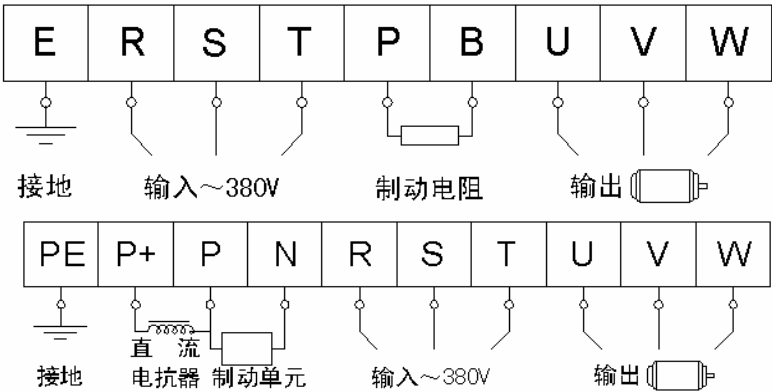 E R S T P B U V W
接地 输入～380V 制动电阻 输出
PE P+ P N R S T U V W
直 流
接地 电抗器 制动单元 输入～380V 输出